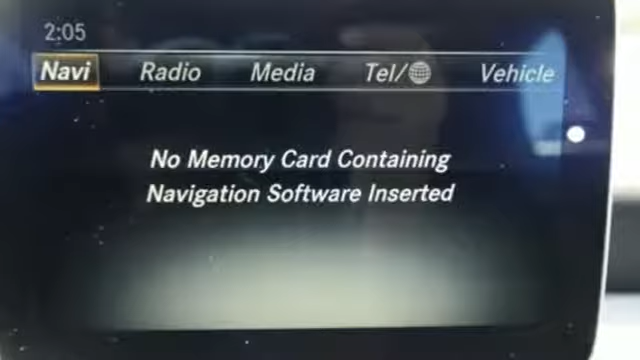 2:05
Navi Radio Media Tel/ Vehicle
No Memory Card Containing
Navigation Software Inserted